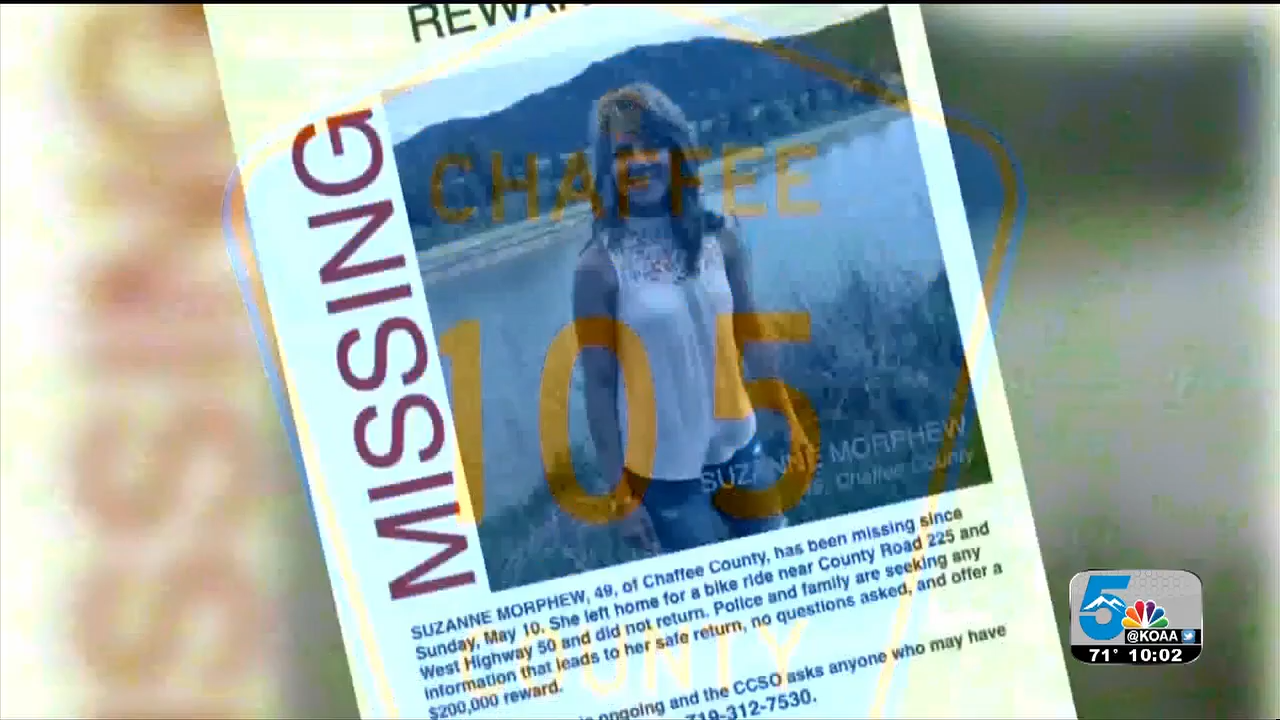 REWA
MISSING
CHAFFEE
105
COUNTY
SUZANNE MORPHEW
Chaffee County
SUZANNE MORPHEW, 49, of Chaffee County, has been missing since
Sunday, May 10. She left home for a bike ride near County Road 225 and
West Highway 50 and did not return. Police and family are seeking any
information that leads to her safe return, no questions asked, and offer a
$200,000 reward.
ongoing and the CCSO asks anyone who may have
719-312-7530.
5
@KOAA
71° 10:02